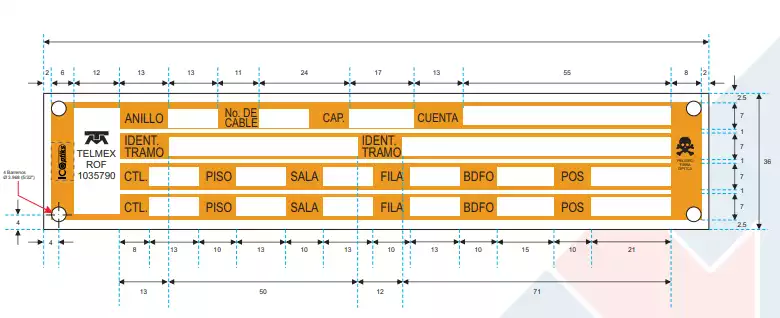 2 6 12 13 13 11 24 17 13 55 8 2
2.5
ANILLO No. DE CABLE CAP. CUENTA
7
1
TELMEX
ROF
1035790
IDENT. TRAMO IDENT. TRAMO
7
36
1
ICOptiks
CTL. PISO SALA FILA BDFO POS
7
4 Barrenos
Ø 3.968 (5/32")
1
CTL. PISO SALA FILA BDFO POS
7
4
2.5
4
8 13 10 13 10 13 10 13 10 15 10 21
13 50 12 71